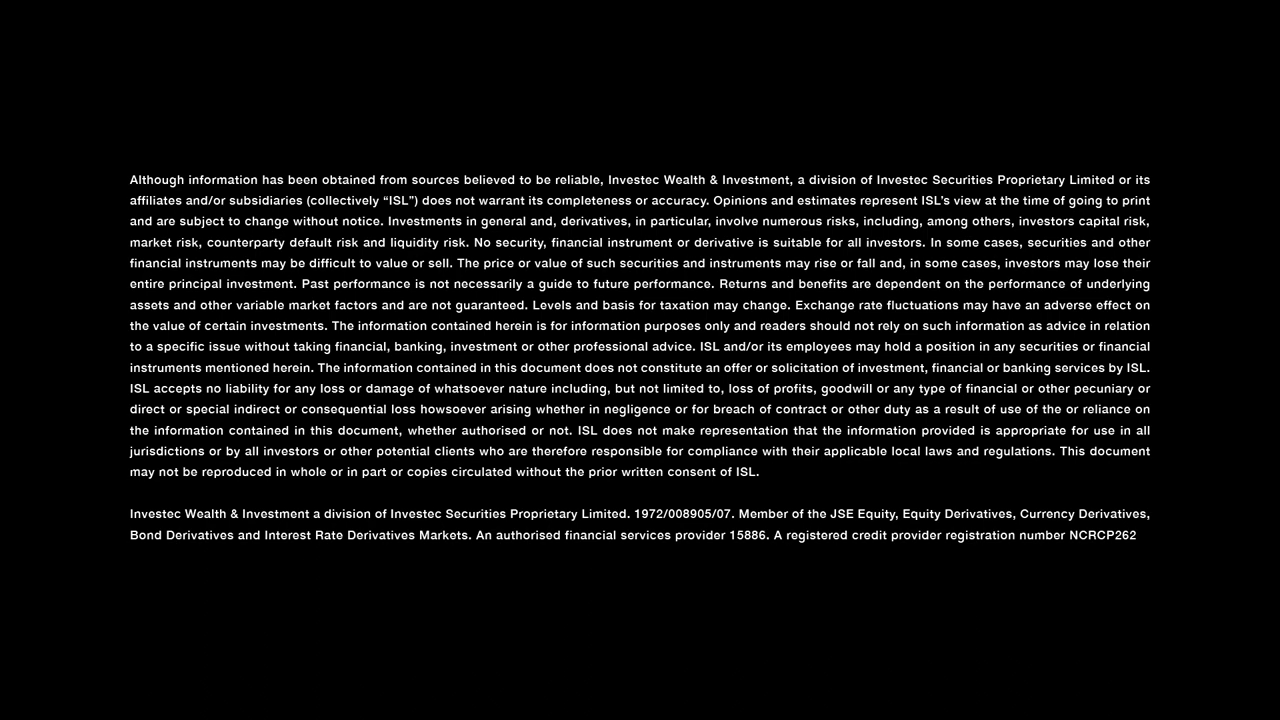 Although information has been obtained from sources believed to be reliable, Investec Wealth & Investment, a division of Investec Securities Proprietary Limited or its
affiliates and/or subsidiaries (collectively “ISL”) does not warrant its completeness or accuracy. Opinions and estimates represent ISL’s view at the time of going to print
and are subject to change without notice. Investments in general and, derivatives, in particular, involve numerous risks, including, among others, investors capital risk,
market risk, counterparty default risk and liquidity risk. No security, financial instrument or derivative is suitable for all investors. In some cases, securities and other
financial instruments may be difficult to value or sell. The price or value of such securities and instruments may rise or fall and, in some cases, investors may lose their
entire principal investment. Past performance is not necessarily a guide to future performance. Returns and benefits are dependent on the performance of underlying
assets and other variable market factors and are not guaranteed. Levels and basis for taxation may change. Exchange rate fluctuations may have an adverse effect on
the value of certain investments. The information contained herein is for information purposes only and readers should not rely on such information as advice in relation
to a specific issue without taking financial, banking, investment or other professional advice. ISL and/or its employees may hold a position in any securities or financial
instruments mentioned herein. The information contained in this document does not constitute an offer or solicitation of investment, financial or banking services by ISL.
ISL accepts no liability for any loss or damage of whatsoever nature including, but not limited to, loss of profits, goodwill or any type of financial or other pecuniary or
direct or special indirect or consequential loss howsoever arising whether in negligence or for breach of contract or other duty as a result of use of the or reliance on
the information contained in this document, whether authorised or not. ISL does not make representation that the information provided is appropriate for use in all
jurisdictions or by all investors or other potential clients who are therefore responsible for compliance with their applicable local laws and regulations. This document
may not be reproduced in whole or in part or copies circulated without the prior written consent of ISL.
Investec Wealth & Investment a division of Investec Securities Proprietary Limited. 1972/008905/07. Member of the JSE Equity, Equity Derivatives, Currency Derivatives,
Bond Derivatives and Interest Rate Derivatives Markets. An authorised financial services provider 15886. A registered credit provider registration number NCRCP262